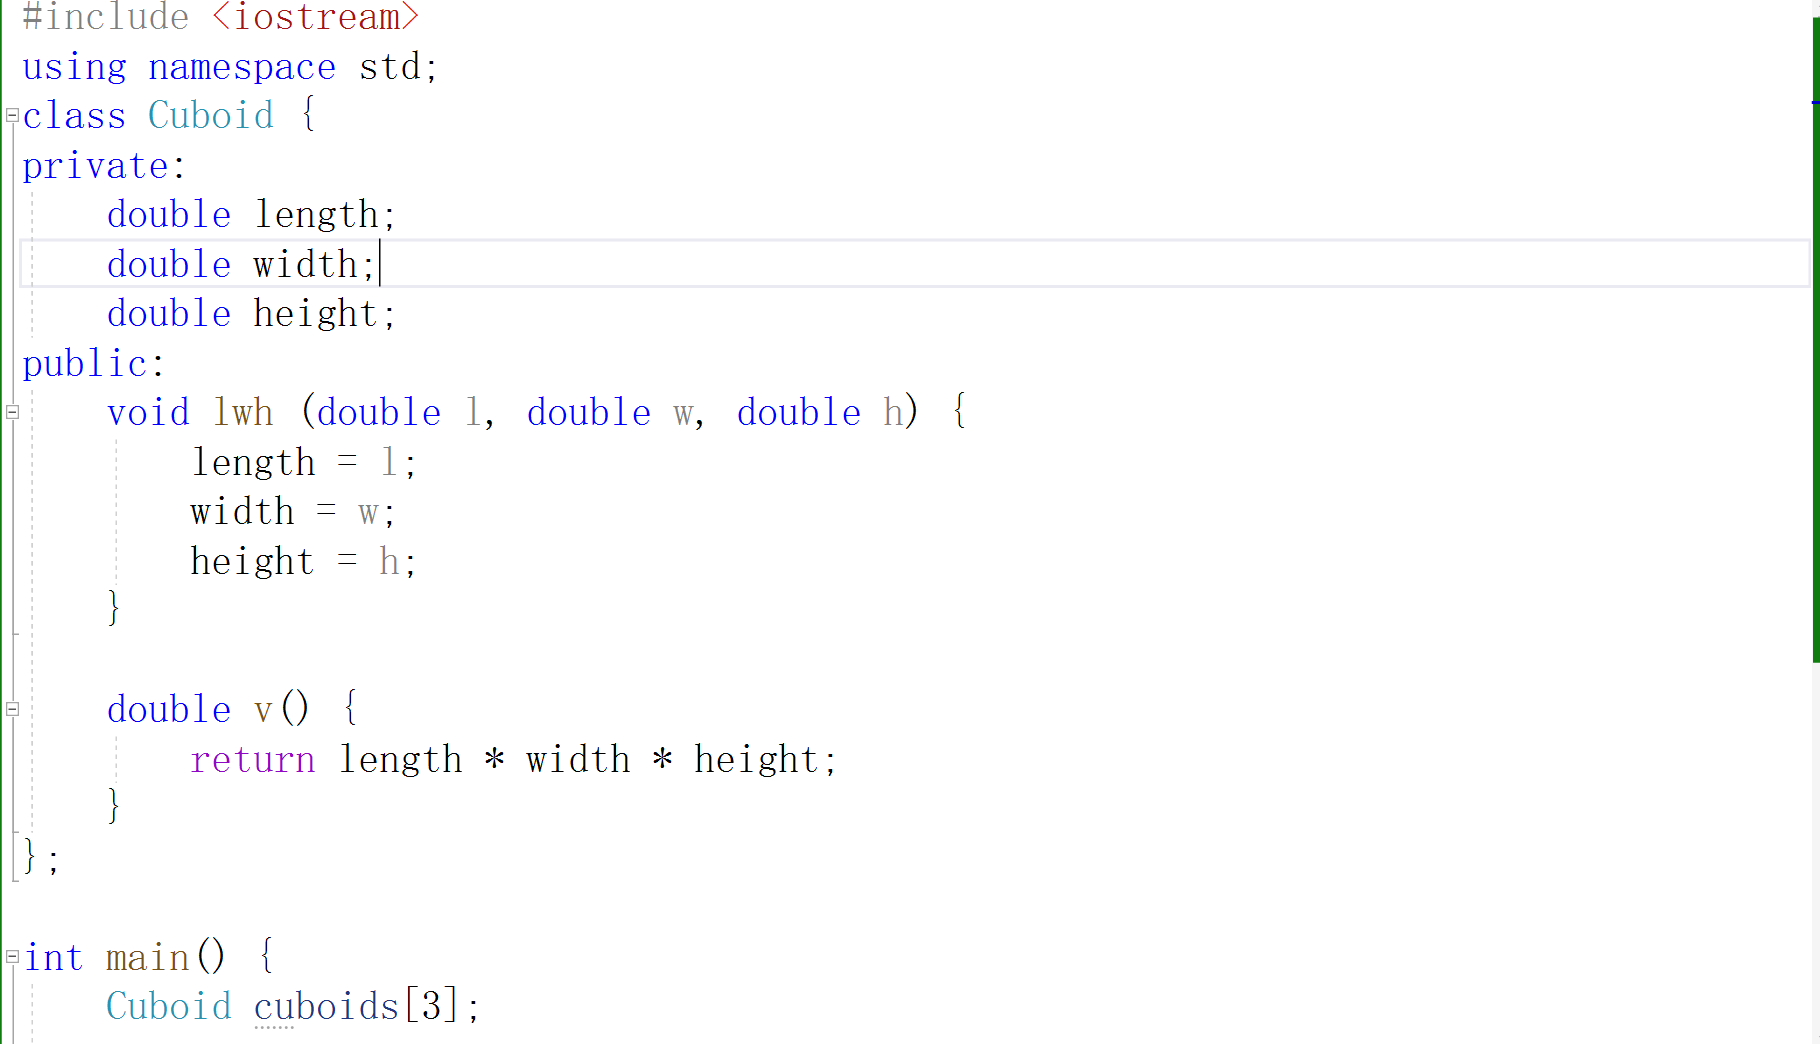 #include <iostream>
using namespace std;
class Cuboid {
private:
    double length;
    double width;
    double height;
public:
    void lwh (double l, double w, double h) {
        length = l;
        width = w;
        height = h;
    }

    double v() {
        return length * width * height;
    }
};

int main() {
    Cuboid cuboids[3];